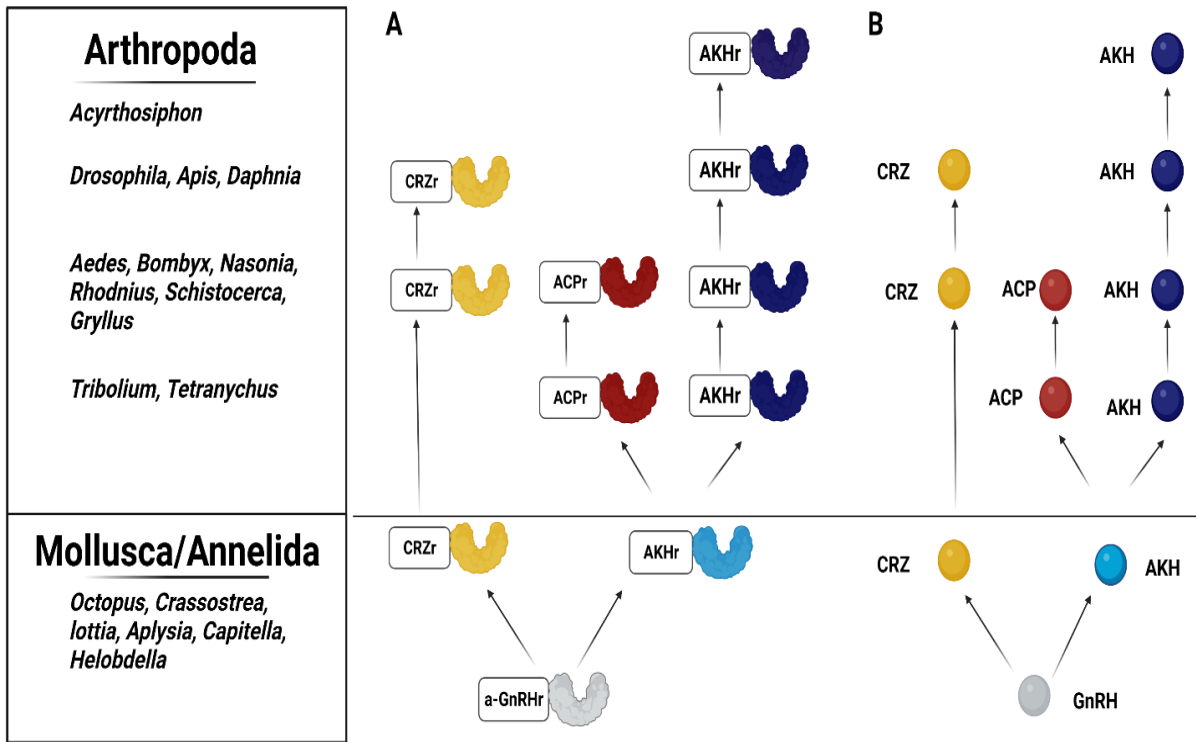 Arthropoda
Acyrthosiphon
Drosophila, Apis, Daphnia
Aedes, Bombyx, Nasonia,
Rhodnius, Schistocerca,
Gryllus
Tribolium, Tetranychus
Mollusca/Annelida
Octopus, Crassostrea,
lottia, Aplysia, Capitella,
Helobdella
A
AKHr
CRZr
AKHr
CRZr
ACPr
AKHr
ACPr
AKHr
CRZr
AKHr
a-GnRHr
B
AKH
CRZ
AKH
CRZ
ACP
AKH
ACP
AKH
CRZ
AKH
GnRH